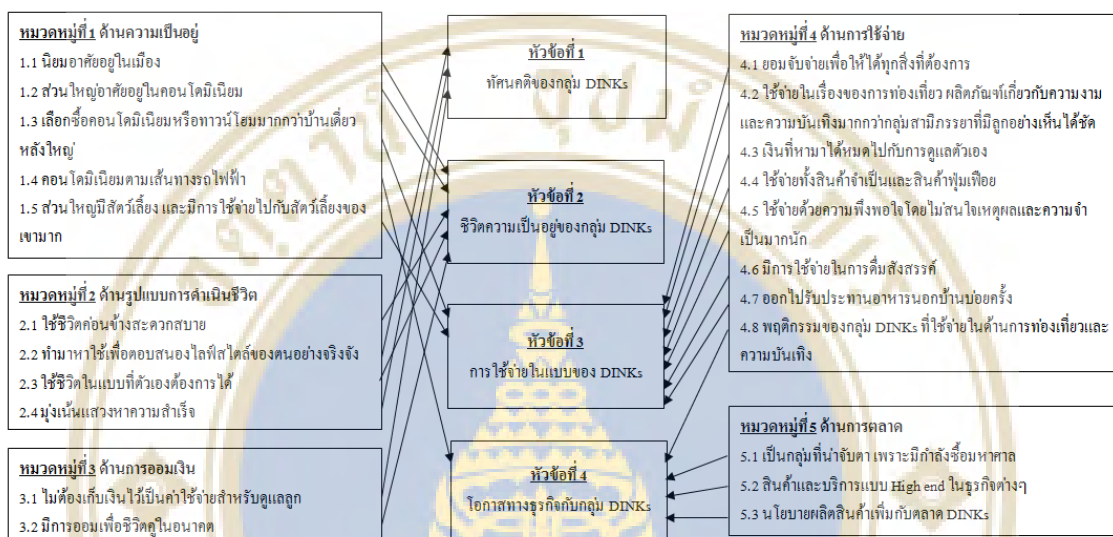 หมวดหมู่ที่1 ด้านความเป็นอยู่
1.1 นิยมอาศัยอยู่ในเมือง
1.2 ส่วนใหญ่อาศัยอยู่ในคอนโดมิเนียม
1.3 เลือกซื้อคอนโดมิเนียมหรือทาวน์โฮมมากกว่าบ้านเดี่ยว
หลังใหญ่
1.4 คอนโดมิเนียมตามเส้นทางรถไฟฟ้า
1.5 ส่วนใหญ่มีสัตว์เลี้ยง และมีการใช้จ่ายไปกับสัตว์เลี้ยงของ
เขามาก
หมวดหมู่ที่2 ด้านรูปแบบการดำเนินชีวิต
2.1 ใช้ชีวิตค่อนข้างสะดวกสบาย
2.2 ทำมาหาใช้เพื่อตอบสนองไลฟ์สไตล์ของตนอย่างจริงจัง
2.3 ใช้ชีวิตในแบบที่ตัวเองต้องการได้
2.4 มุ่งเน้นแสวงหาความสำเร็จ
หมวดหมู่ที่3 ด้านการออมเงิน
3.1 ไม่ต้องเก็บเงินไว้เป็นค่าใช้จ่ายสำหรับดูแลลูก
3.2 มีการออมเพื่อชีวิตคู่ในอนาคต
หัวข้อที่ 1
ทัศนคติของกลุ่ม DINKs
หัวข้อที่ 2
ชีวิตความเป็นอยู่ของกลุ่ม DINKs
หัวข้อที่ 3
การใช้จ่ายในแบบของ DINKs
หัวข้อที่ 4
โอกาสทางธุรกิจกับกลุ่ม DINKs
หมวดหมู่ที่4 ด้านการใช้จ่าย
4.1 ยอมจับจ่ายเพื่อให้ได้ทุกสิ่งที่ต้องการ
4.2 ใช้จ่ายในเรื่องของการท่องเที่ยว ผลิตภัณฑ์เกี่ยวกับความงาม
และความบันเทิงมากกว่ากลุ่มสามีภรรยาที่มีลูกอย่างเห็นได้ชัด
4.3 เงินที่หามาได้หมดไปกับการดูแลตัวเอง
4.4 ใช้จ่ายทั้งสินค้าจำเป็นและสินค้าฟุ่มเฟือย
4.5 ใช้จ่ายด้วยความพึงพอใจโดยไม่สนใจเหตุผลและความจำ
เป็นมากนัก
4.6 มีการใช้จ่ายในการดื่มสังสรรค์
4.7 ออกไปรับประทานอาหารนอกบ้านบ่อยครั้ง
4.8 พฤติกรรมของกลุ่ม DINKs ที่ใช้จ่ายในด้านการท่องเที่ยวและ
ความบันเทิง
หมวดหมู่ที่5 ด้านการตลาด
5.1 เป็นกลุ่มที่น่าจับตา เพราะมีกำลังซื้อมหาศาล
5.2 สินค้าและบริการแบบ High end ในธุรกิจต่างๆ
5.3 นโยบายผลิตสินค้าเพิ่มกับตลาด DINKs